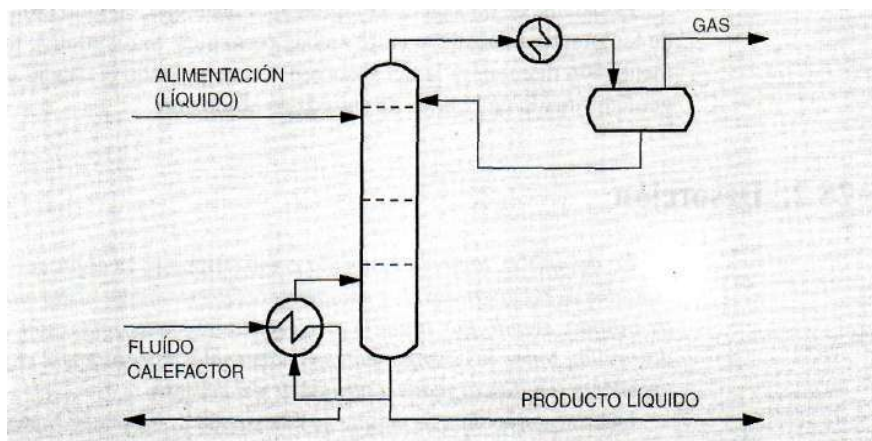 GAS
ALIMENTACIÓN
(LÍQUIDO)
FLUÍDO
CALEFACTOR
PRODUCTO LÍQUIDO